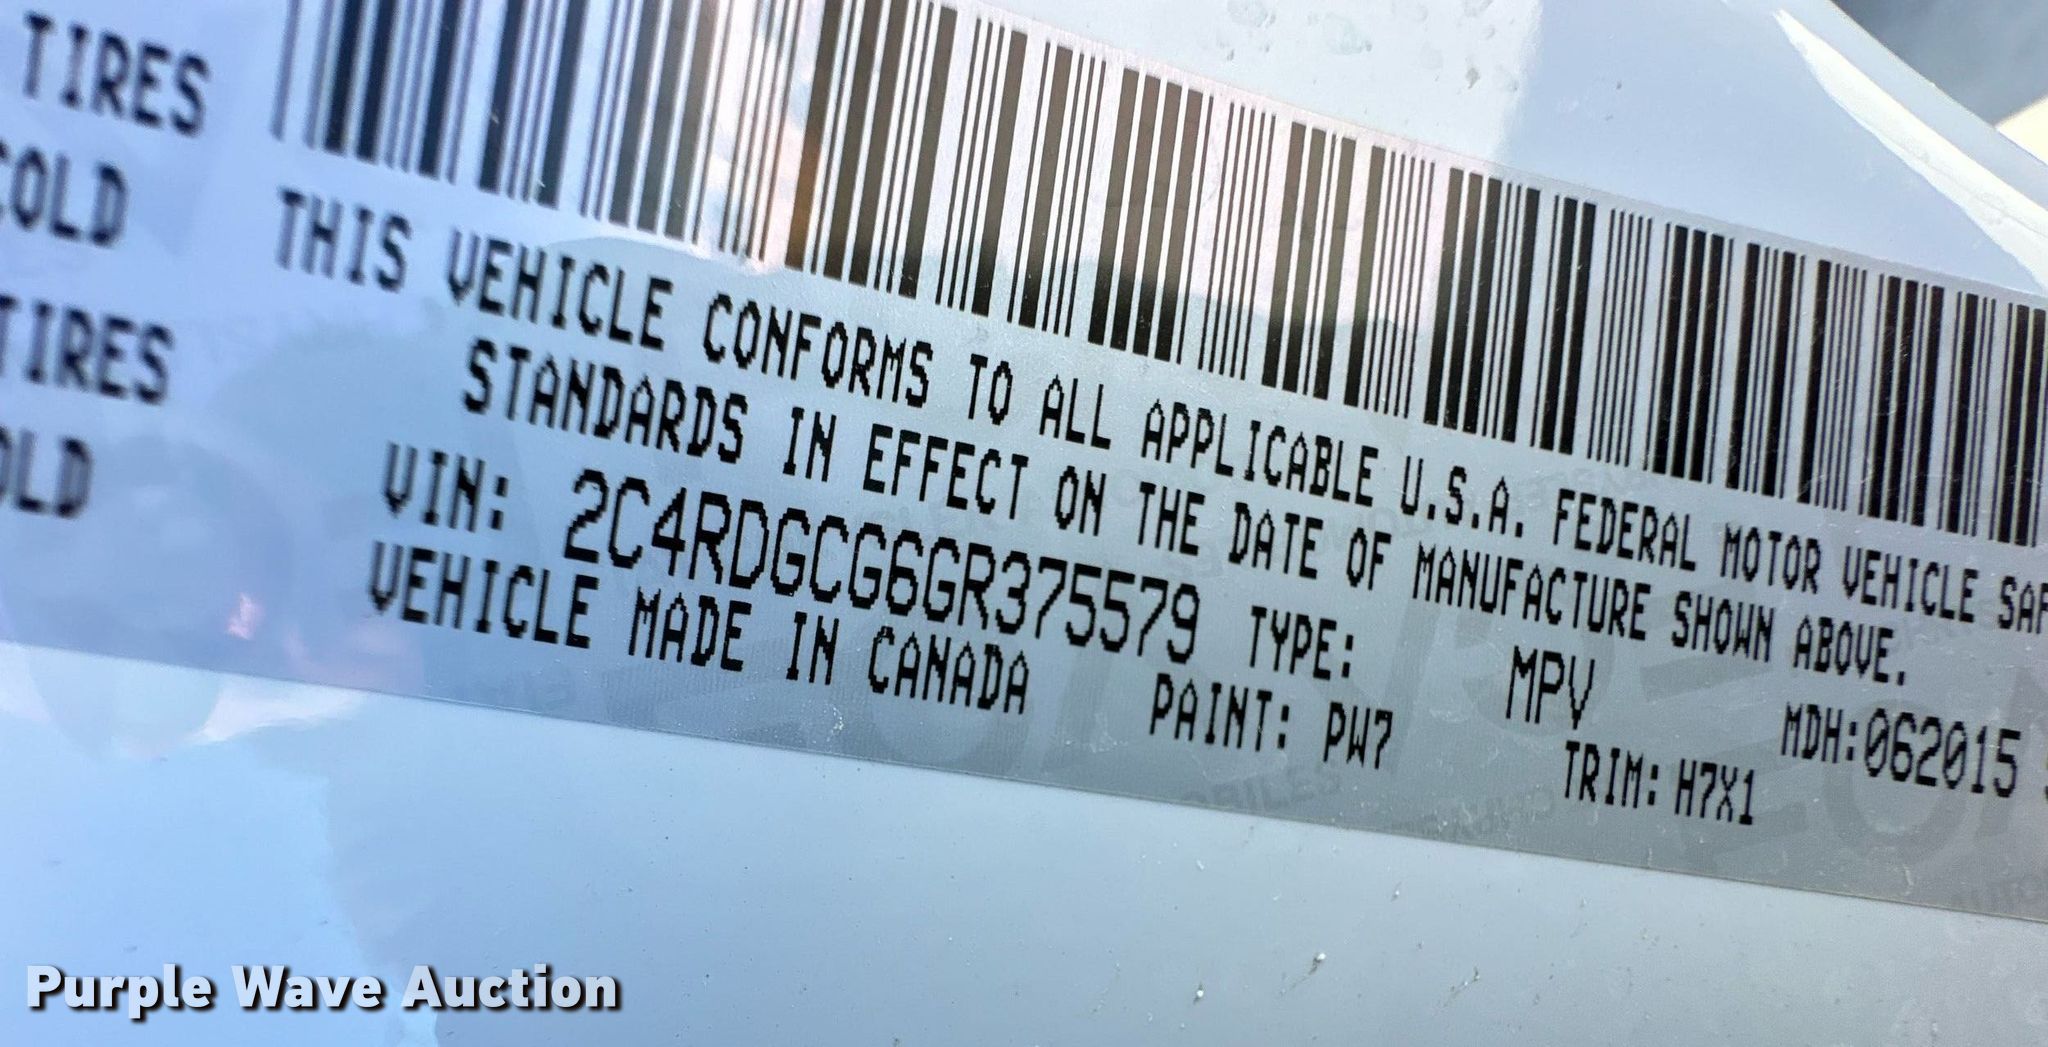 TIRES
COLD
TIRES
OLD
THIS VEHICLE CONFORMS TO ALL APPLICABLE U.S.A. FEDERAL MOTOR VEHICLE SAF
STANDARDS IN EFFECT ON THE DATE OF MANUFACTURE SHOWN ABOVE.
VIN: 2C4RDGCG6GR375579 TYPE: MPV MDH:062015
VEHICLE MADE IN CANADA PAINT: PW7 TRIM: H7X1
Purple Wave Auction